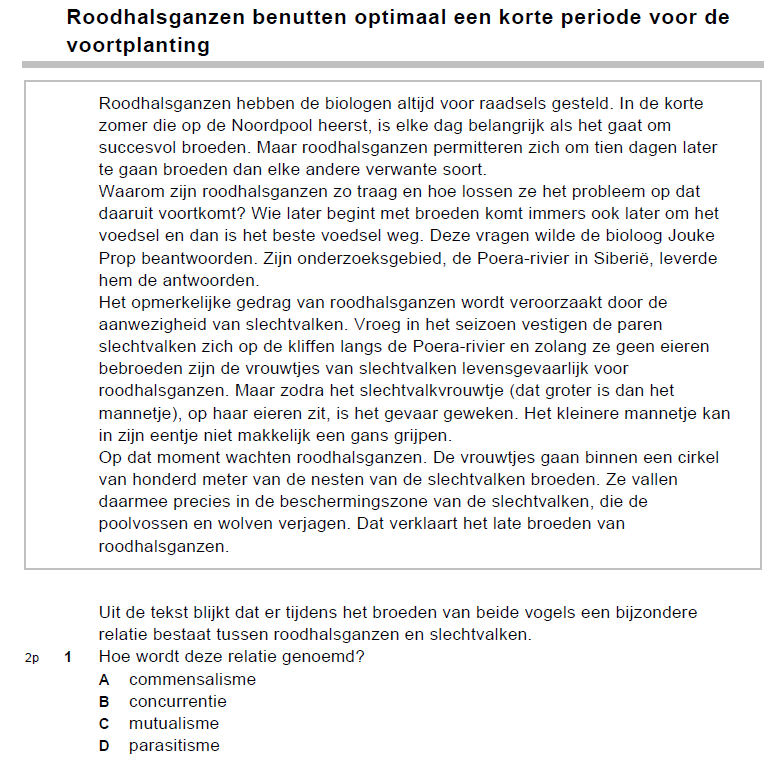 Roodhalsganzen benutten optimaal een korte periode voor de
voortplanting
Roodhalsganzen hebben de biologen altijd voor raadsels gesteld. In de korte
zomer die op de Noordpool heerst, is elke dag belangrijk als het gaat om
succesvol broeden. Maar roodhalsganzen permitteren zich om tien dagen later
te gaan broeden dan elke andere verwante soort.
Waarom zijn roodhalsganzen zo traag en hoe lossen ze het probleem op dat
daaruit voortkomt? Wie later begint met broeden komt immers ook later om het
voedsel en dan is het beste voedsel weg. Deze vragen wilde de bioloog Jouke
Prop beantwoorden. Zijn onderzoeksgebied, de Poera-rivier in Siberië, leverde
hem de antwoorden.
Het opmerkelijke gedrag van roodhalsganzen wordt veroorzaakt door de
aanwezigheid van slechtvalken. Vroeg in het seizoen vestigen de paren
slechtvalken zich op de kliffen langs de Poera-rivier en zolang ze geen eieren
bebroeden zijn de vrouwtjes van slechtvalken levensgevaarlijk voor
roodhalsganzen. Maar zodra het slechtvalkvrouwtje (dat groter is dan het
mannetje), op haar eieren zit, is het gevaar geweken. Het kleinere mannetje kan
in zijn eentje niet makkelijk een gans grijpen.
Op dat moment wachten roodhalsganzen. De vrouwtjes gaan binnen een cirkel
van honderd meter van de nesten van de slechtvalken broeden. Ze vallen
daarmee precies in de beschermingszone van de slechtvalken, die de
poolvossen en wolven verjagen. Dat verklaart het late broeden van
roodhalsganzen.
Uit de tekst blijkt dat er tijdens het broeden van beide vogels een bijzondere
relatie bestaat tussen roodhalsganzen en slechtvalken.
2p 1 Hoe wordt deze relatie genoemd?
A commensalisme
B concurrentie
C mutualisme
D parasitisme